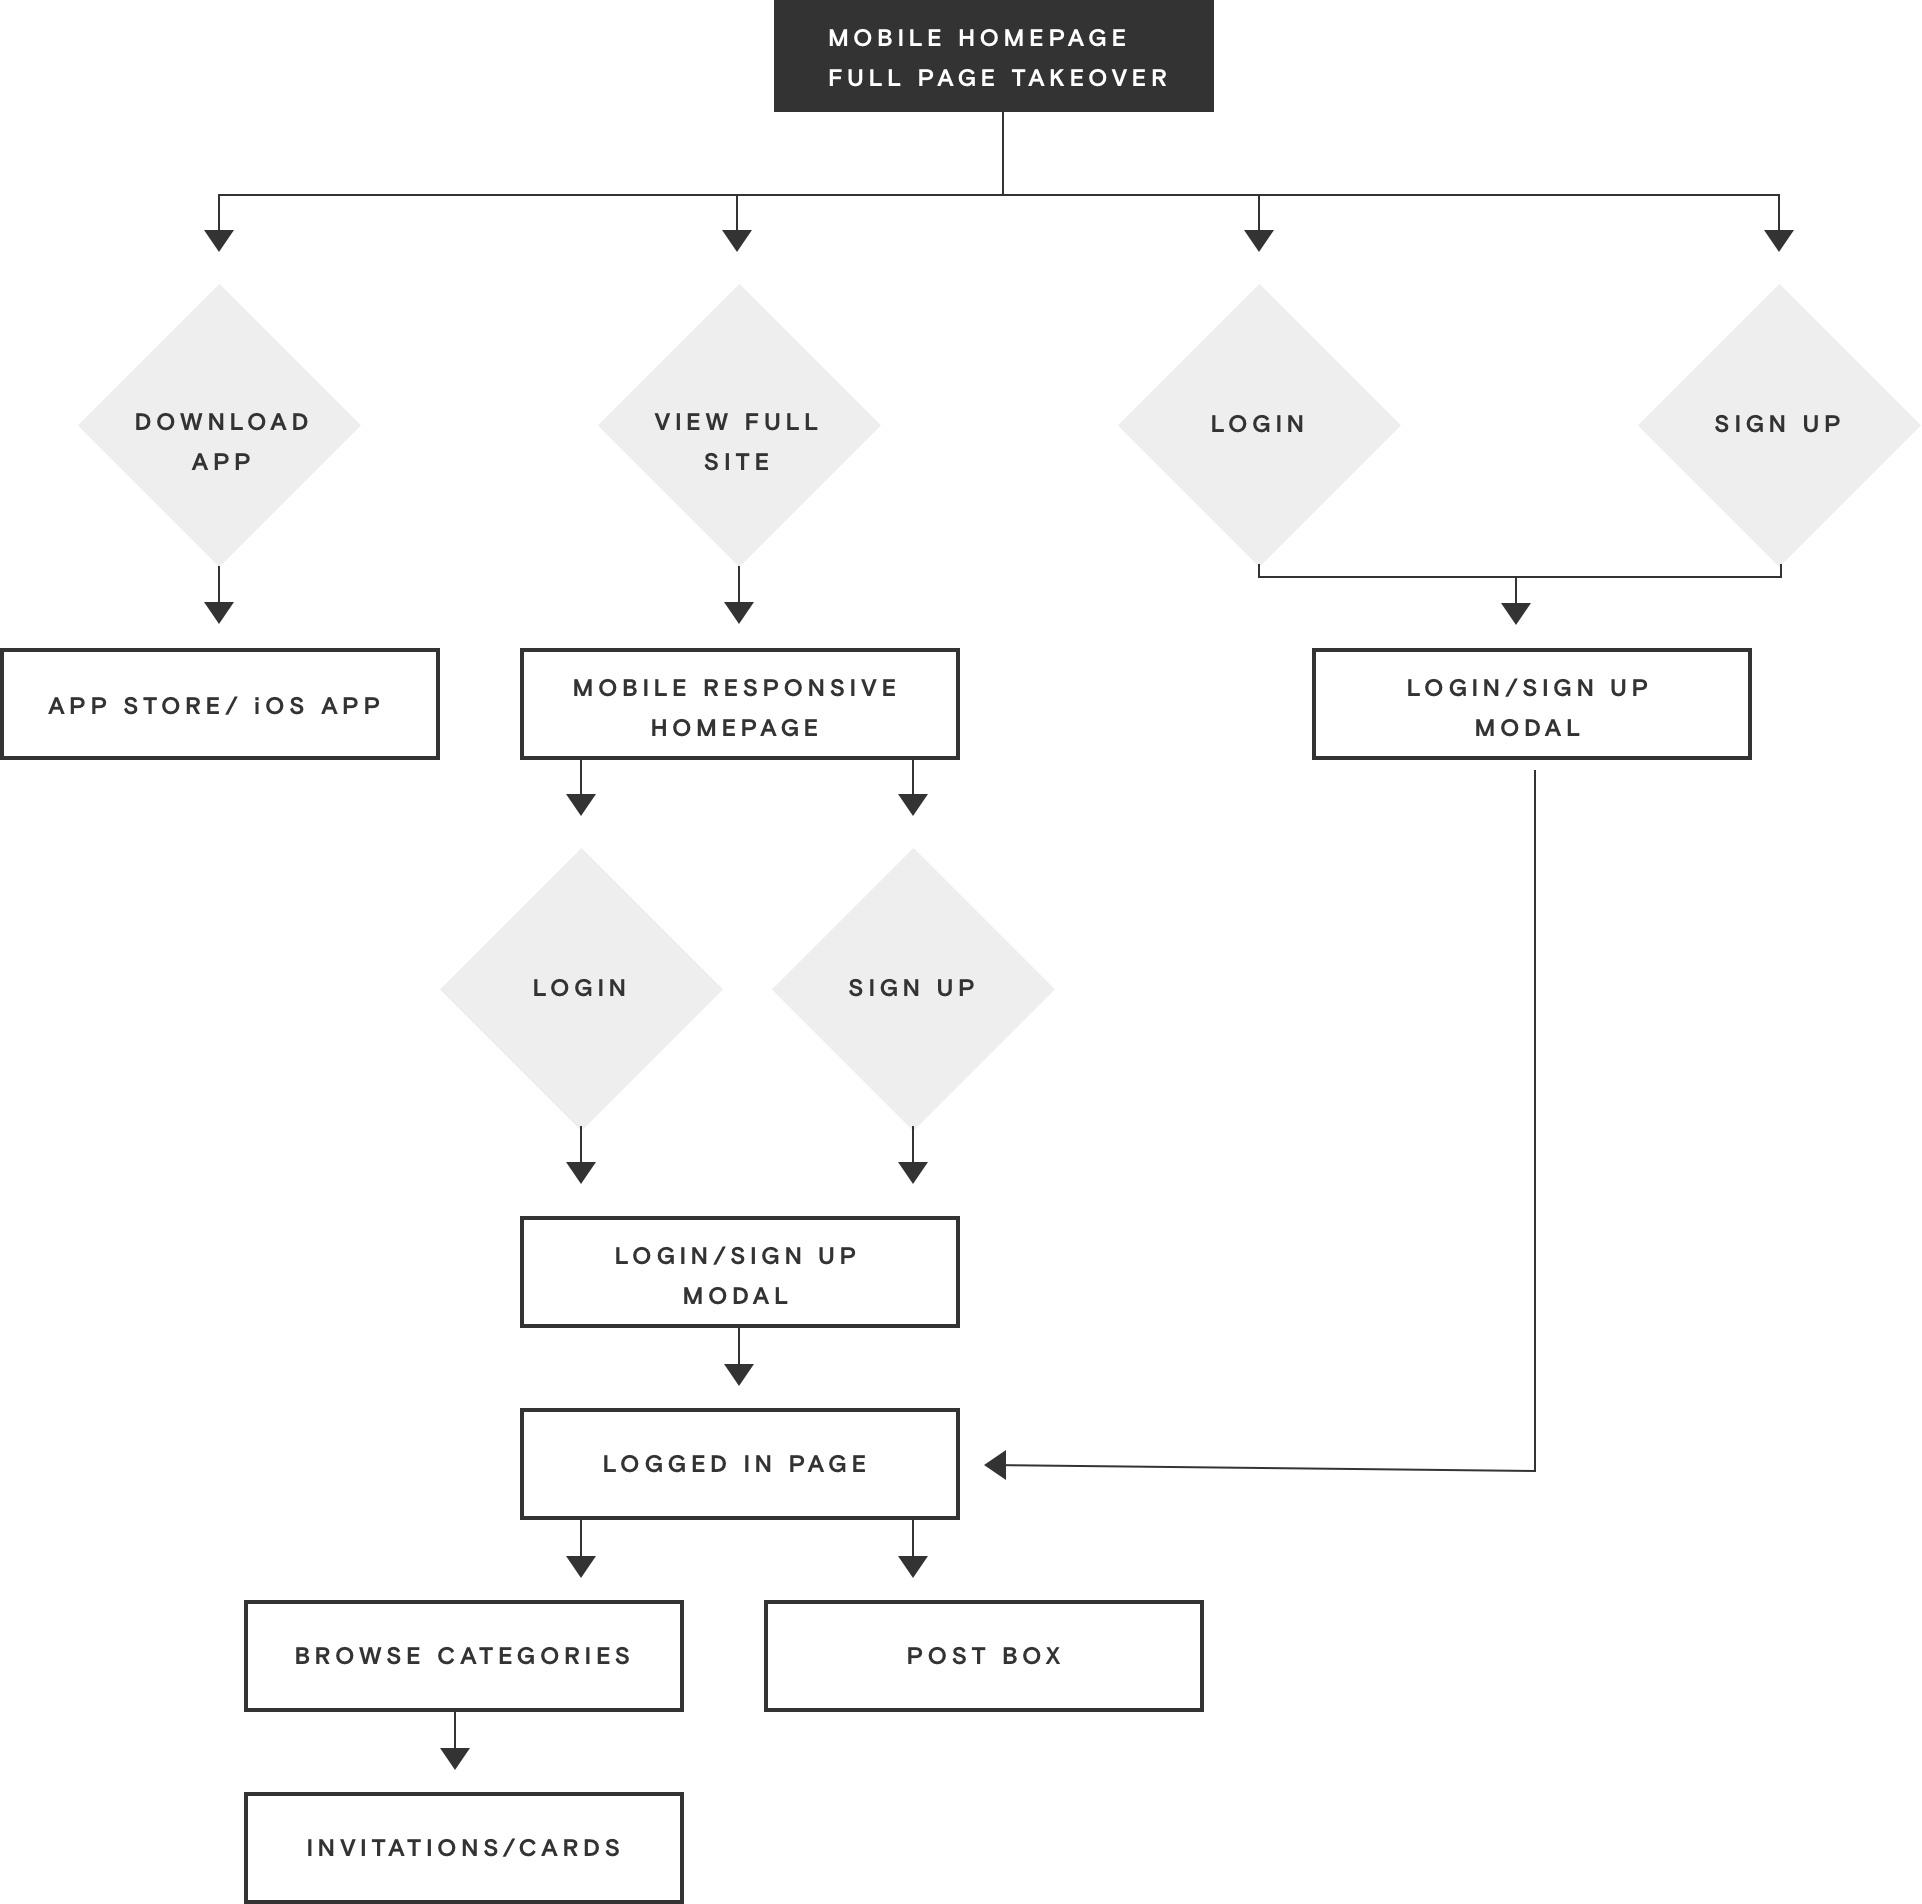 MOBILE HOMEPAGE
FULL PAGE TAKEOVER
DOWNLOAD
APP
VIEW FULL
SITE
LOGIN
SIGN UP
APP STORE/ iOS APP
MOBILE RESPONSIVE
HOMEPAGE
LOGIN/SIGN UP
MODAL
LOGIN
SIGN UP
LOGIN/SIGN UP
MODAL
LOGGED IN PAGE
BROWSE CATEGORIES
POST BOX
INVITATIONS/CARDS